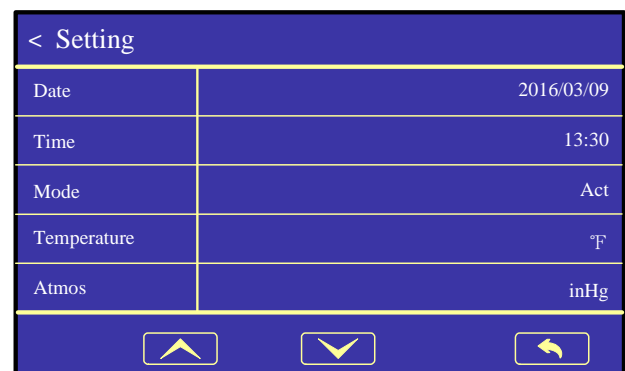 < Setting
Date 2016/03/09
Time 13:30
Mode Act
Temperature ℉
Atmos inHg